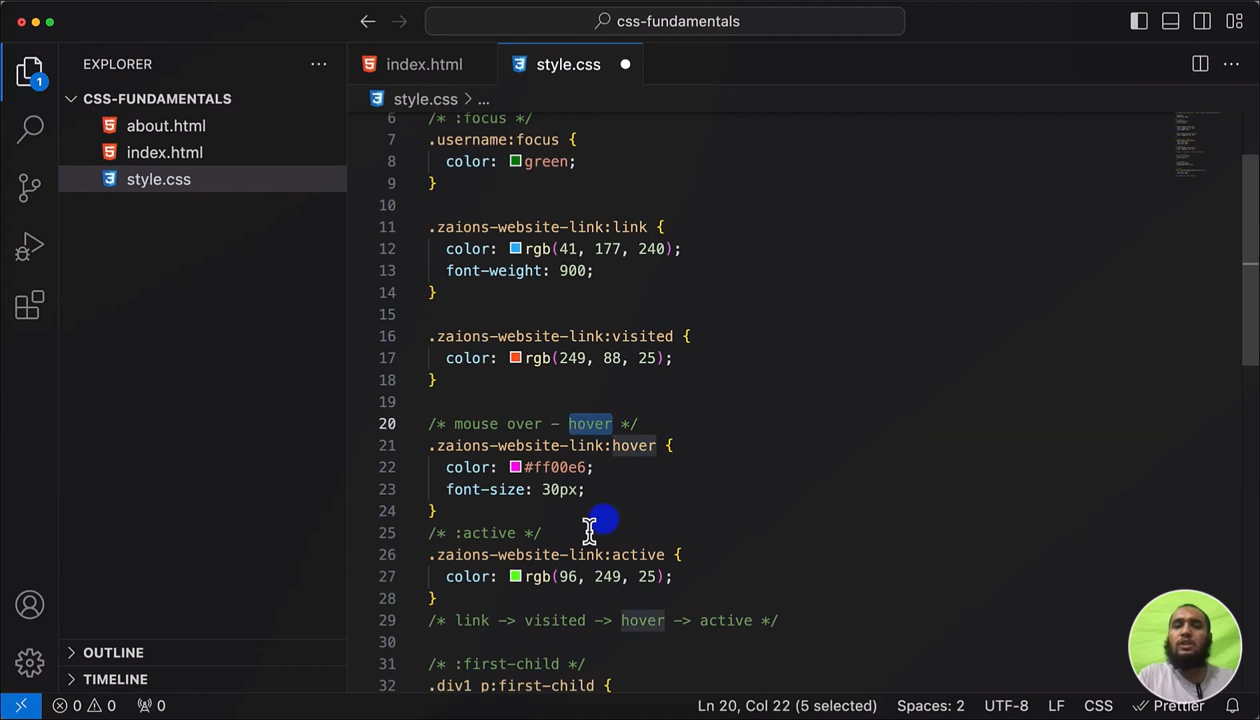 css-fundamentals
EXPLORER
index.html
style.css
1
CSS-FUNDAMENTALS
style.css > ...
about.html
index.html
style.css
6 /* :focus */
7 .username:focus {
8 color: green;
9 }
10
11 .zaions-website-link:link {
12 color: rgb(41, 177, 240);
13 font-weight: 900;
14 }
15
16 .zaions-website-link:visited {
17 color: rgb(249, 88, 25);
18 }
19
20 /* mouse over - hover */
21 .zaions-website-link:hover {
22 color: #ff00e6;
23 font-size: 30px;
24 }
25 /* :active */
26 .zaions-website-link:active {
27 color: rgb(96, 249, 25);
28 }
29 /* link -> visited -> hover -> active */
30
31 /* :first-child */
32 .div1 p:first-child {
OUTLINE
TIMELINE
0 0 0
Ln 20, Col 22 (5 selected)
Spaces: 2
UTF-8
LF
CSS
Prettier